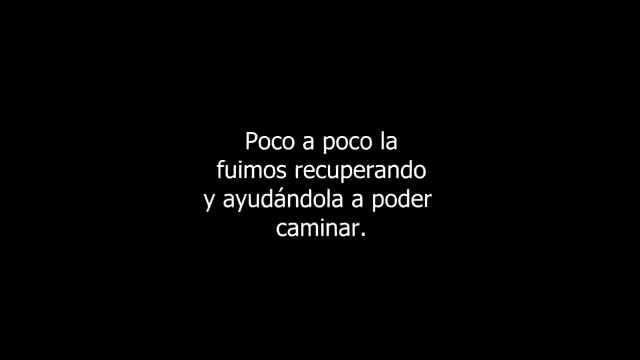 Poco a poco la
fuimos recuperando
y ayudándola a poder
caminar.